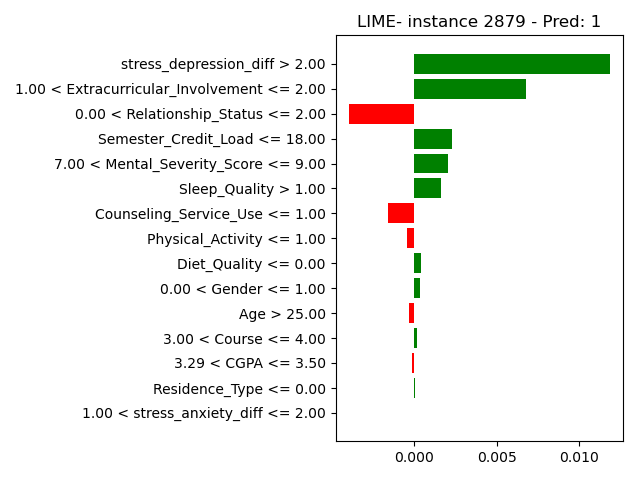 LIME- instance 2879 - Pred: 1
stress_depression_diff > 2.00
1.00 < Extracurricular_Involvement <= 2.00
0.00 < Relationship_Status <= 2.00
Semester_Credit_Load <= 18.00
7.00 < Mental_Severity_Score <= 9.00
Sleep_Quality > 1.00
Counseling_Service_Use <= 1.00
Physical_Activity <= 1.00
Diet_Quality <= 0.00
0.00 < Gender <= 1.00
Age > 25.00
3.00 < Course <= 4.00
3.29 < CGPA <= 3.50
Residence_Type <= 0.00
1.00 < stress_anxiety_diff <= 2.00
0.000 0.005 0.010